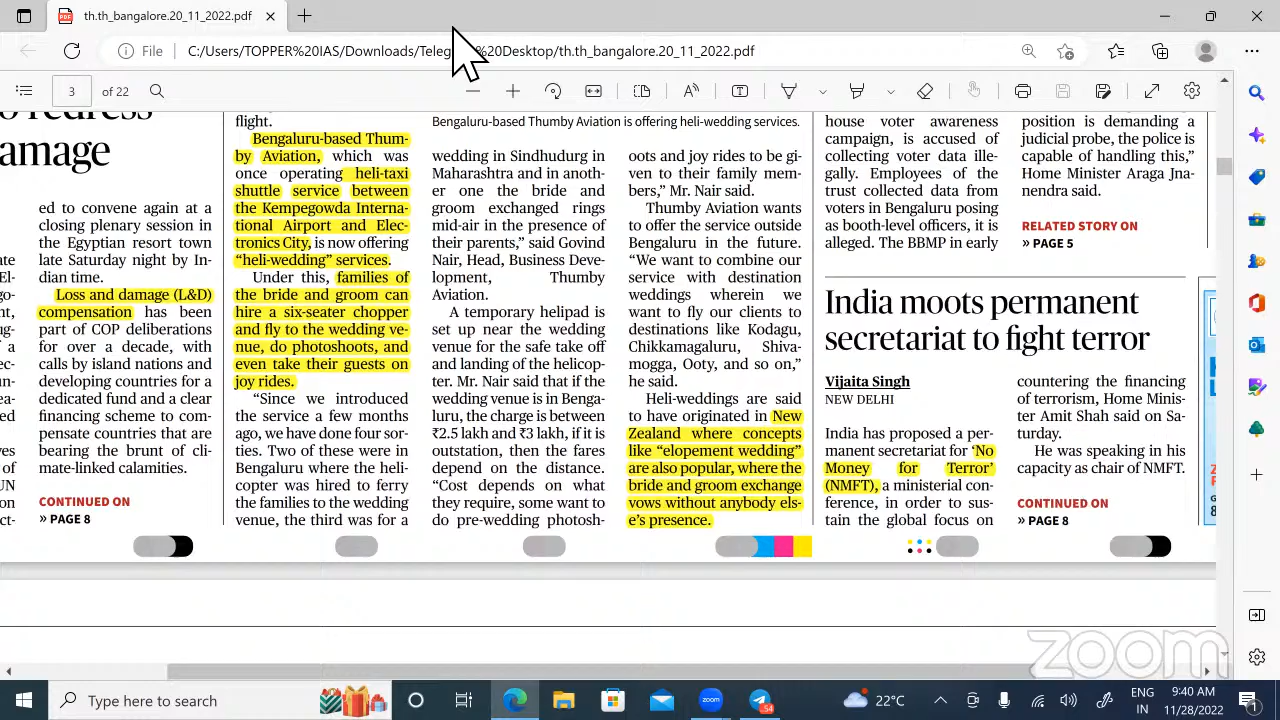 th.th_bangalore.20_11_2022.pdf
File
C:/Users/TOPPER%20IAS/Downloads/Teleg
%20Desktop/th.th_bangalore.20_11_2022.pdf
3 of 22
o redress
amage
ed to convene again at a
closing plenary session in
the Egyptian resort town
late Saturday night by In-
dian time.
Loss and damage (L&D)
compensation has been
part of COP deliberations
for over a decade, with
calls by island nations and
developing countries for a
dedicated fund and a clear
financing scheme to com-
pensate countries that are
bearing the brunt of cli-
mate-linked calamities.
CONTINUED ON
» PAGE 8
flight.
Bengaluru-based Thum-
by Aviation, which was
once operating heli-taxi
shuttle service between
the Kempegowda Interna-
tional Airport and Elec-
tronics City, is now offering
“heli-wedding” services.
Under this, families of
the bride and groom can
hire a six-seater chopper
and fly to the wedding ve-
nue, do photoshoots, and
even take their guests on
joy rides.
“Since we introduced
the service a few months
ago, we have done four sor-
ties. Two of these were in
Bengaluru where the heli-
copter was hired to ferry
the families to the wedding
venue, the third was for a
Bengaluru-based Thumby Aviation is offering heli-wedding services.
wedding in Sindhudurg in
Maharashtra and in anoth-
er one the bride and
groom exchanged rings
mid-air in the presence of
their parents,” said Govind
Nair, Head, Business Deve-
lopment, Thumby
Aviation.
A temporary helipad is
set up near the wedding
venue for the safe take off
and landing of the helicop-
ter. Mr. Nair said that if the
wedding venue is in Benga-
luru, the charge is between
₹2.5 lakh and ₹3 lakh, if it is
outstation, then the fares
depend on the distance.
“Cost depends on what
they require, some want to
do pre-wedding photosh-
oots and joy rides to be gi-
ven to their family mem-
bers,” Mr. Nair said.
Thumby Aviation wants
to offer the service outside
Bengaluru in the future.
“We want to combine our
service with destination
weddings wherein we
want to fly our clients to
destinations like Kodagu,
Chikkamagaluru, Shiva-
mogga, Ooty, and so on,”
he said.
Heli-weddings are said
to have originated in New
Zealand where concepts
like “elopement wedding”
are also popular, where the
bride and groom exchange
vows without anybody els-
e’s presence.
house voter awareness
campaign, is accused of
collecting voter data ille-
gally. Employees of the
trust collected data from
voters in Bengaluru posing
as booth-level officers, it is
alleged. The BBMP in early
position is demanding a
judicial probe, the police is
capable of handling this,”
Home Minister Araga Jna-
nendra said.
RELATED STORY ON
» PAGE 5
India moots permanent
secretariat to fight terror
Vijaita Singh
NEW DELHI
India has proposed a per-
manent secretariat for ‘No
Money for Terror’
(NMFT), a ministerial con-
ference, in order to sus-
tain the global focus on
countering the financing
of terrorism, Home Minis-
ter Amit Shah said on Sa-
turday.
He was speaking in his
capacity as chair of NMFT.
CONTINUED ON
» PAGE 8
zoom
Type here to search
zoom
54
22°C
ENG
IN
9:40 AM
11/28/2022
1